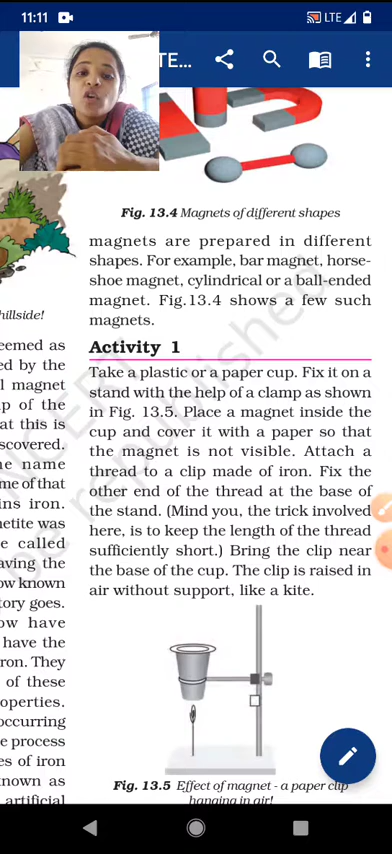 11:11
LTE
TE...
Fig. 13.4 Magnets of different shapes
magnets are prepared in different
shapes. For example, bar magnet, horse-
shoe magnet, cylindrical or a ball-ended
magnet. Fig.13.4 shows a few such
magnets.
Activity 1
Take a plastic or a paper cup. Fix it on a
stand with the help of a clamp as shown
in Fig. 13.5. Place a magnet inside the
cup and cover it with a paper so that
the magnet is not visible. Attach a
thread to a clip made of iron. Fix the
other end of the thread at the base of
the stand. (Mind you, the trick involved
here, is to keep the length of the thread
sufficiently short.) Bring the clip near
the base of the cup. The clip is raised in
air without support, like a kite.
Fig. 13.5 Effect of magnet - a paper clip
hanging in air!
hillside!
seemed as
ed by the
l magnet
p of the
at this is
scovered.
he name
me of that
ins iron.
netite was
e called
aving the
ow known
tory goes.
ow have
have the
ron. They
of these
operties.
occurring
e process
es of iron
known as
artificial